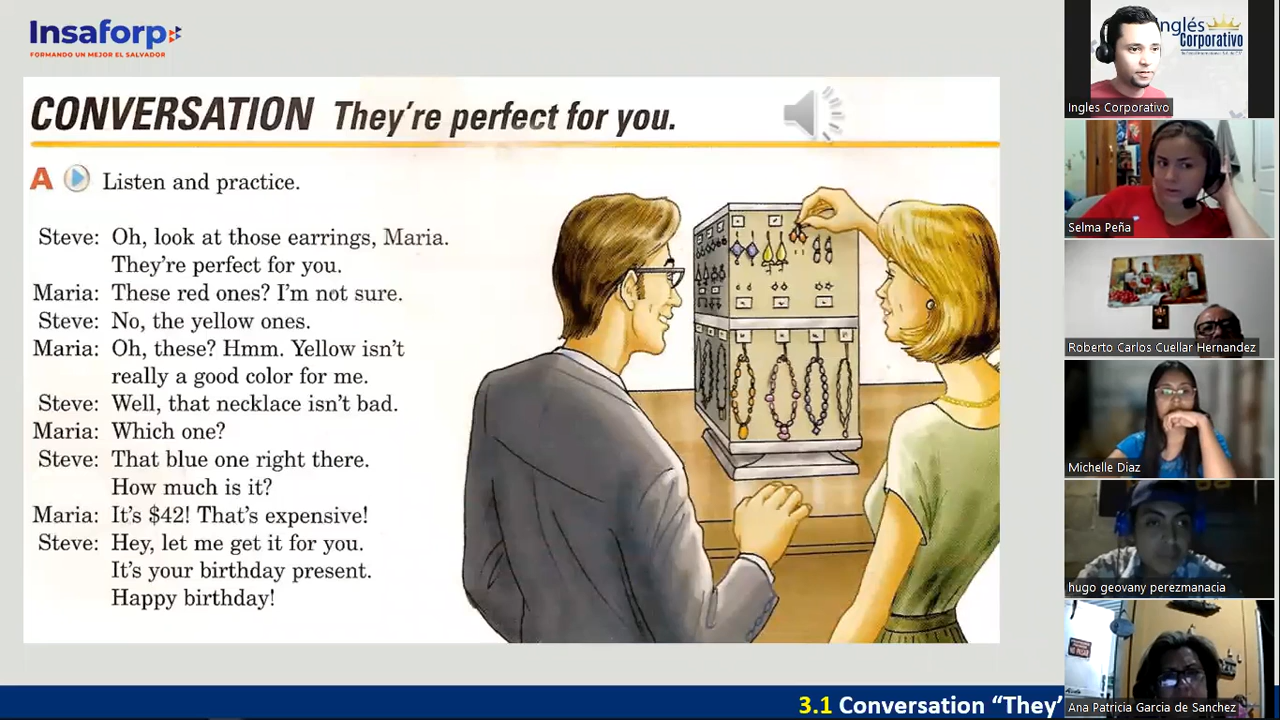 Insaforp
FORMANDO UN MEJOR EL SALVADOR
CONVERSATION They're perfect for you.
A Listen and practice.
Steve: Oh, look at those earrings, Maria.
They're perfect for you.
Maria: These red ones? I'm not sure.
Steve: No, the yellow ones.
Maria: Oh, these? Hmm. Yellow isn't
really a good color for me.
Steve: Well, that necklace isn't bad.
Maria: Which one?
Steve: That blue one right there.
How much is it?
Maria: It's $42! That's expensive!
Steve: Hey, let me get it for you.
It's your birthday present.
Happy birthday!
3.1 Conversation “They'
Inglés
Corporativo
Ingles Corporativo
Selma Peña
Roberto Carlos Cuellar Hernandez
Michelle Diaz
hugo geovany perezmanacia
Ana Patricia Garcia de Sanchez